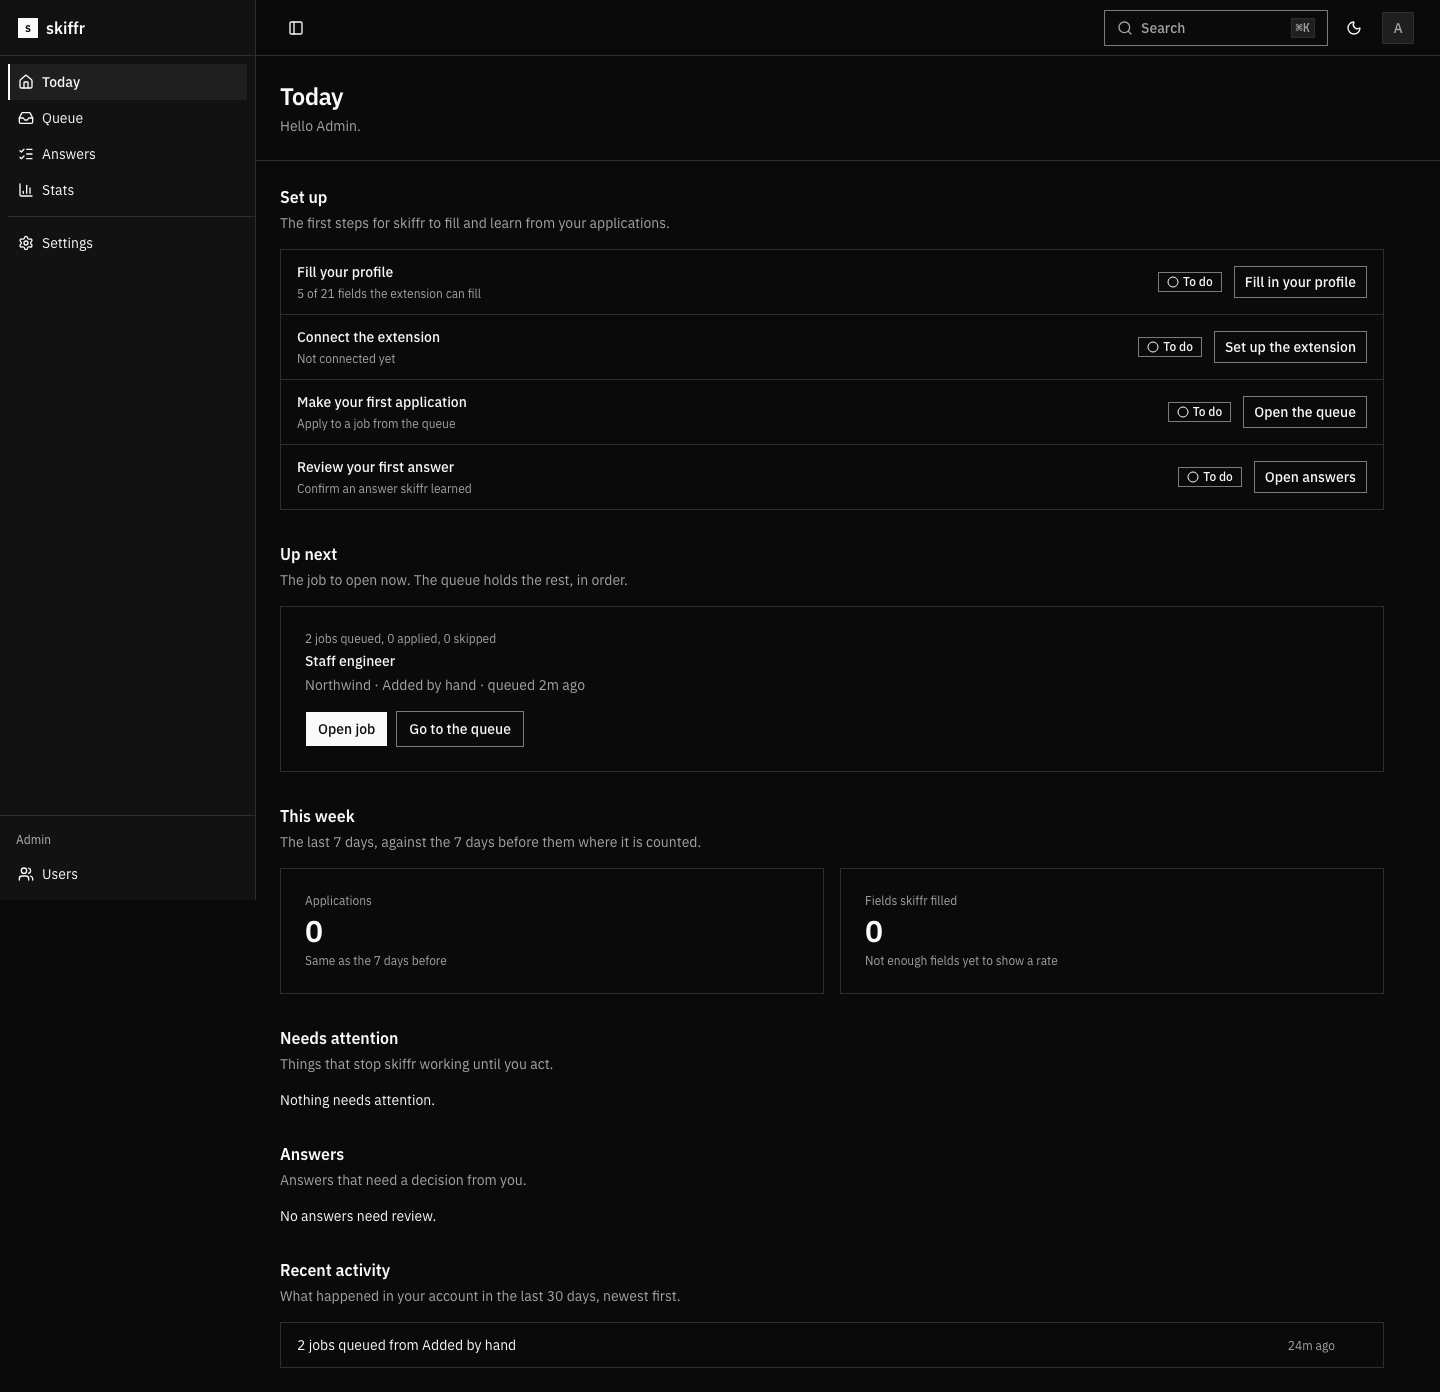 s skiffr
Search ⌘K A
Today
Queue
Answers
Stats
Settings
Admin
Users
Today
Hello Admin.
Set up
The first steps for skiffr to fill and learn from your applications.
Fill your profile
5 of 21 fields the extension can fill
To do Fill in your profile
Connect the extension
Not connected yet
To do Set up the extension
Make your first application
Apply to a job from the queue
To do Open the queue
Review your first answer
Confirm an answer skiffr learned
To do Open answers
Up next
The job to open now. The queue holds the rest, in order.
2 jobs queued, 0 applied, 0 skipped
Staff engineer
Northwind · Added by hand · queued 2m ago
Open job Go to the queue
This week
The last 7 days, against the 7 days before them where it is counted.
Applications
0
Same as the 7 days before
Fields skiffr filled
0
Not enough fields yet to show a rate
Needs attention
Things that stop skiffr working until you act.
Nothing needs attention.
Answers
Answers that need a decision from you.
No answers need review.
Recent activity
What happened in your account in the last 30 days, newest first.
2 jobs queued from Added by hand 24m ago